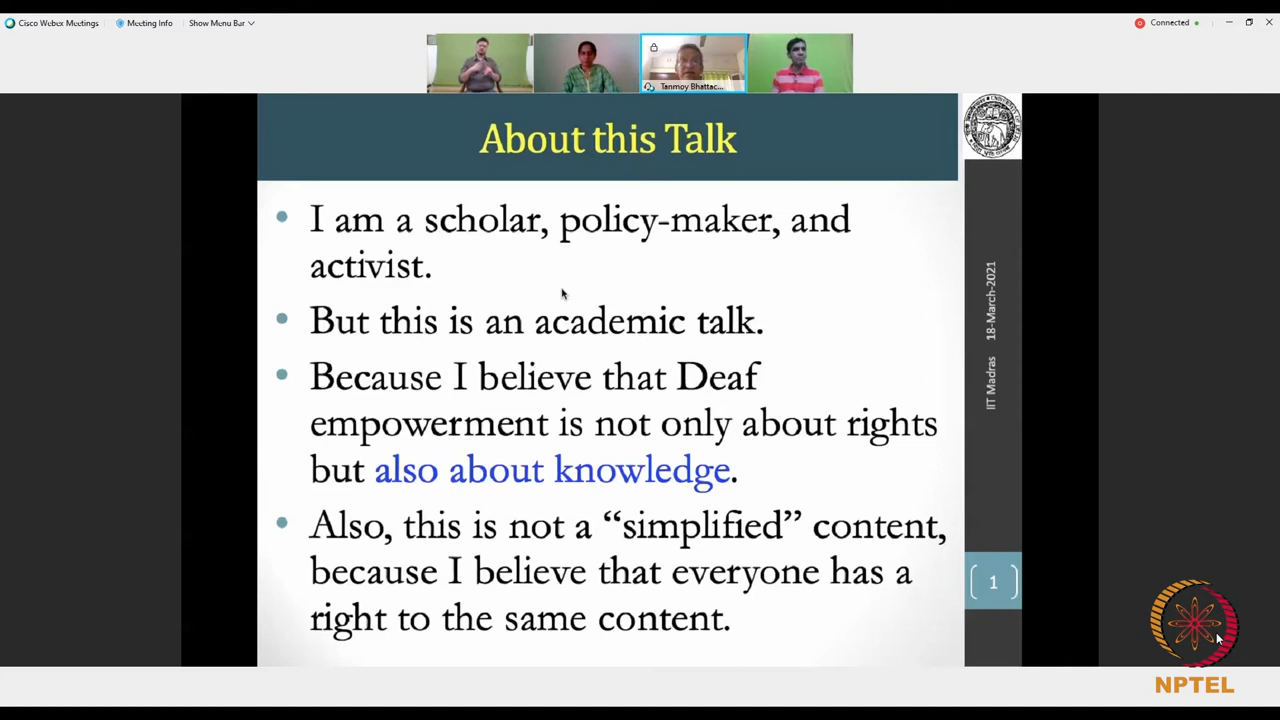 Cisco Webex Meetings
Meeting Info
Show Menu Bar
Connected
Tanmoy Bhattac...
About this Talk
I am a scholar, policy-maker, and
activist.
But this is an academic talk.
Because I believe that Deaf
empowerment is not only about rights
but also about knowledge.
Also, this is not a “simplified” content,
because I believe that everyone has a
right to the same content.
IIT Madras 18-March-2021
1
NPTEL